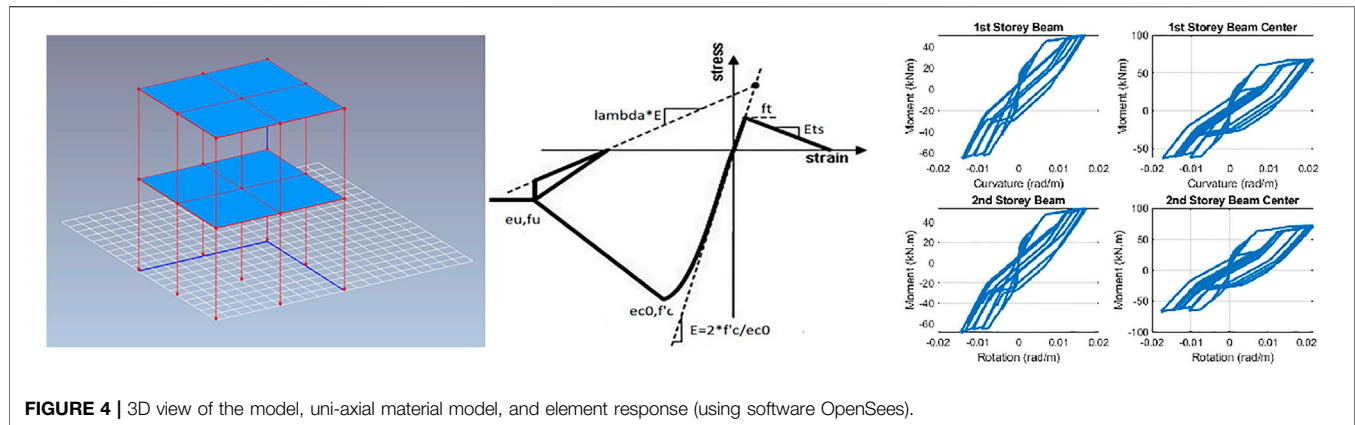 stress
lambda*E
ft
Ets
strain
eu,fu
ec0,f'c
E=2*f'c/ec0
1st Storey Beam
Moment (kNm)
40
20
0
-20
-40
-60
-0.02
-0.01
0
0.01
0.02
Curvature (rad/m)
1st Storey Beam Center
Moment (kNm)
100
50
0
-50
-0.02
-0.01
0
0.01
0.02
Curvature (rad/m)
2nd Storey Beam
Moment (kN.m)
40
20
0
-20
-40
-60
-0.02
-0.01
0
0.01
0.02
Rotation (rad/m)
2nd Storey Beam Center
Moment (kN.m)
100
50
0
-50
-100
-0.02
-0.01
0
0.01
0.02
Rotation (rad/m)
FIGURE 4 | 3D view of the model, uni-axial material model, and element response (using software OpenSees).